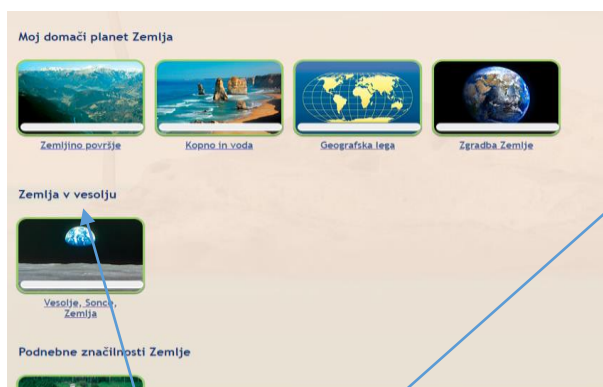 Moj domači planet Zemlja
Zemljino površje Kopno in voda Geografska lega Zgradba Zemlje
Zemlja v vesolju
Vesolje, Sonce,
Zemlja
Podnebne značilnosti Zemlje